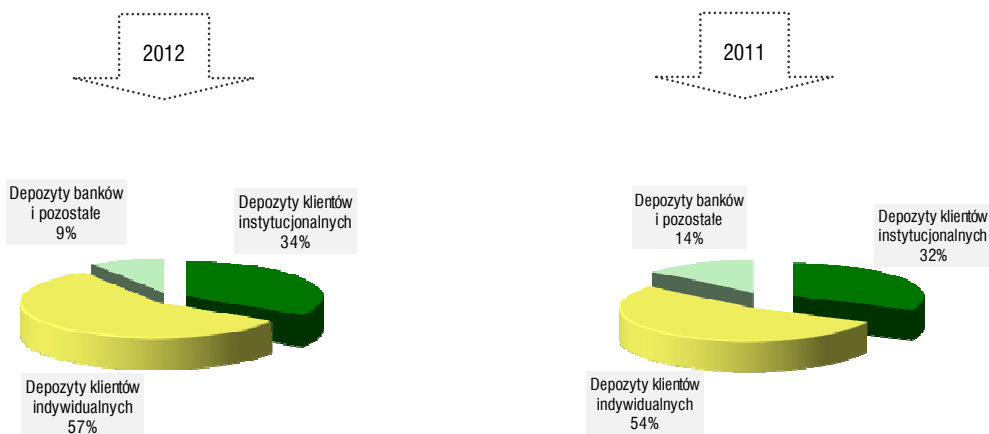 2012
2011
Depozyty banków
i pozostałe
9%
Depozyty klientów
instytucjonalnych
34%
Depozyty klientów
indywidualnych
57%
Depozyty banków
i pozostałe
14%
Depozyty klientów
instytucjonalnych
32%
Depozyty klientów
indywidualnych
54%